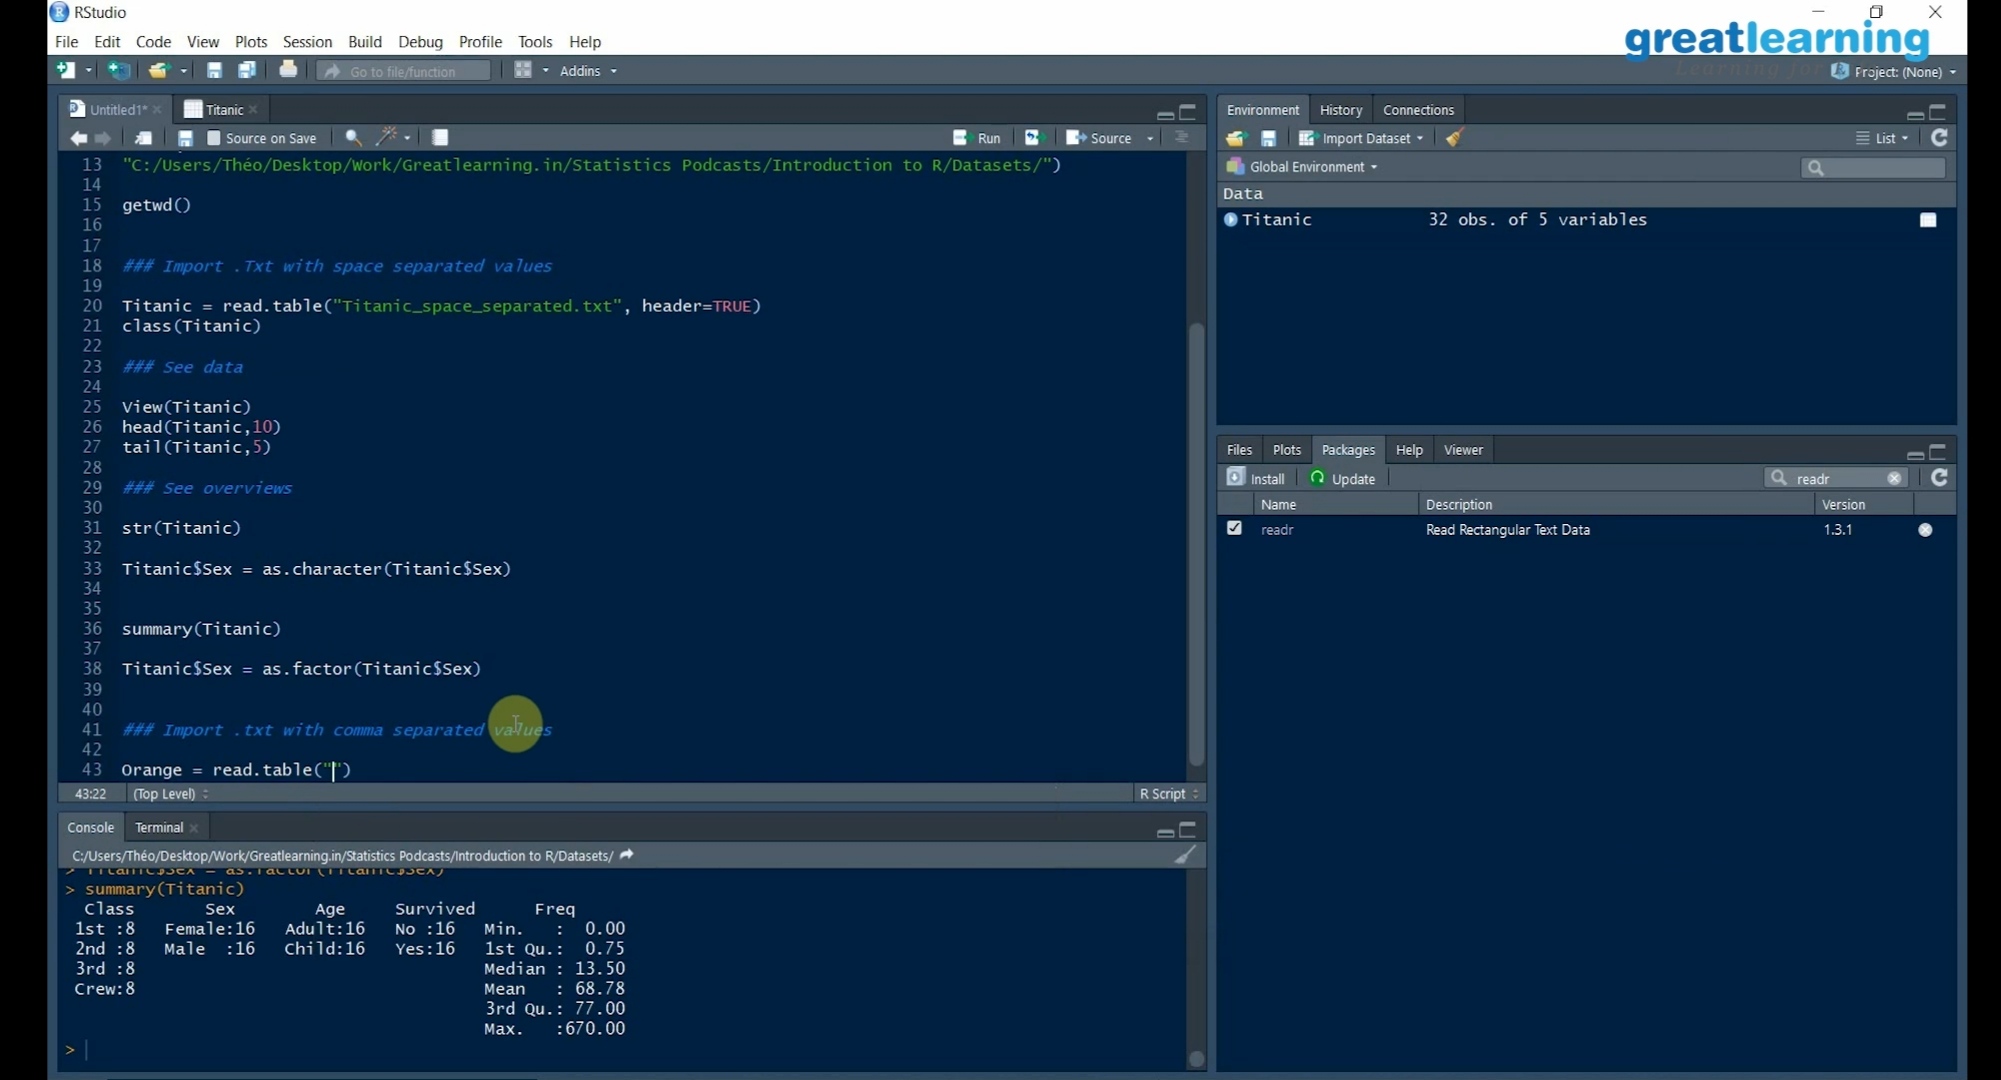 RStudio
greatlearning
Learning for
File Edit Code View Plots Session Build Debug Profile Tools Help
Go to file/function Addins Project: (None)
Untitled1* Titanic
Source on Save Run Source
13 "C:/Users/Théo/Desktop/Work/Greatlearning.in/Statistics Podcasts/Introduction to R/Datasets/")
14
15 getwd()
16
17
18 ### Import .Txt with space separated values
19
20 Titanic = read.table("Titanic_space_separated.txt", header=TRUE)
21 class(Titanic)
22
23 ### See data
24
25 View(Titanic)
26 head(Titanic,10)
27 tail(Titanic,5)
28
29 ### See overviews
30
31 str(Titanic)
32
33 Titanic$Sex = as.character(Titanic$Sex)
34
35
36 summary(Titanic)
37
38 Titanic$Sex = as.factor(Titanic$Sex)
39
40
41 ### Import .txt with comma separated values
42
43 Orange = read.table("")
43:22 (Top Level) R Script
Console Terminal
C:/Users/Théo/Desktop/Work/Greatlearning.in/Statistics Podcasts/Introduction to R/Datasets/
> Titanic$Sex = as.factor(Titanic$Sex)
> summary(Titanic)
Class Sex Age Survived Freq
1st :8 Female:16 Adult:16 No :16 Min. : 0.00
2nd :8 Male :16 Child:16 Yes:16 1st Qu.: 0.75
3rd :8 Median : 13.50
Crew:8 Mean : 68.78
3rd Qu.: 77.00
Max. :670.00
>
Environment History Connections
Import Dataset List
Global Environment
Data
Titanic 32 obs. of 5 variables
Files Plots Packages Help Viewer
Install Update readr
Name Description Version
readr Read Rectangular Text Data 1.3.1